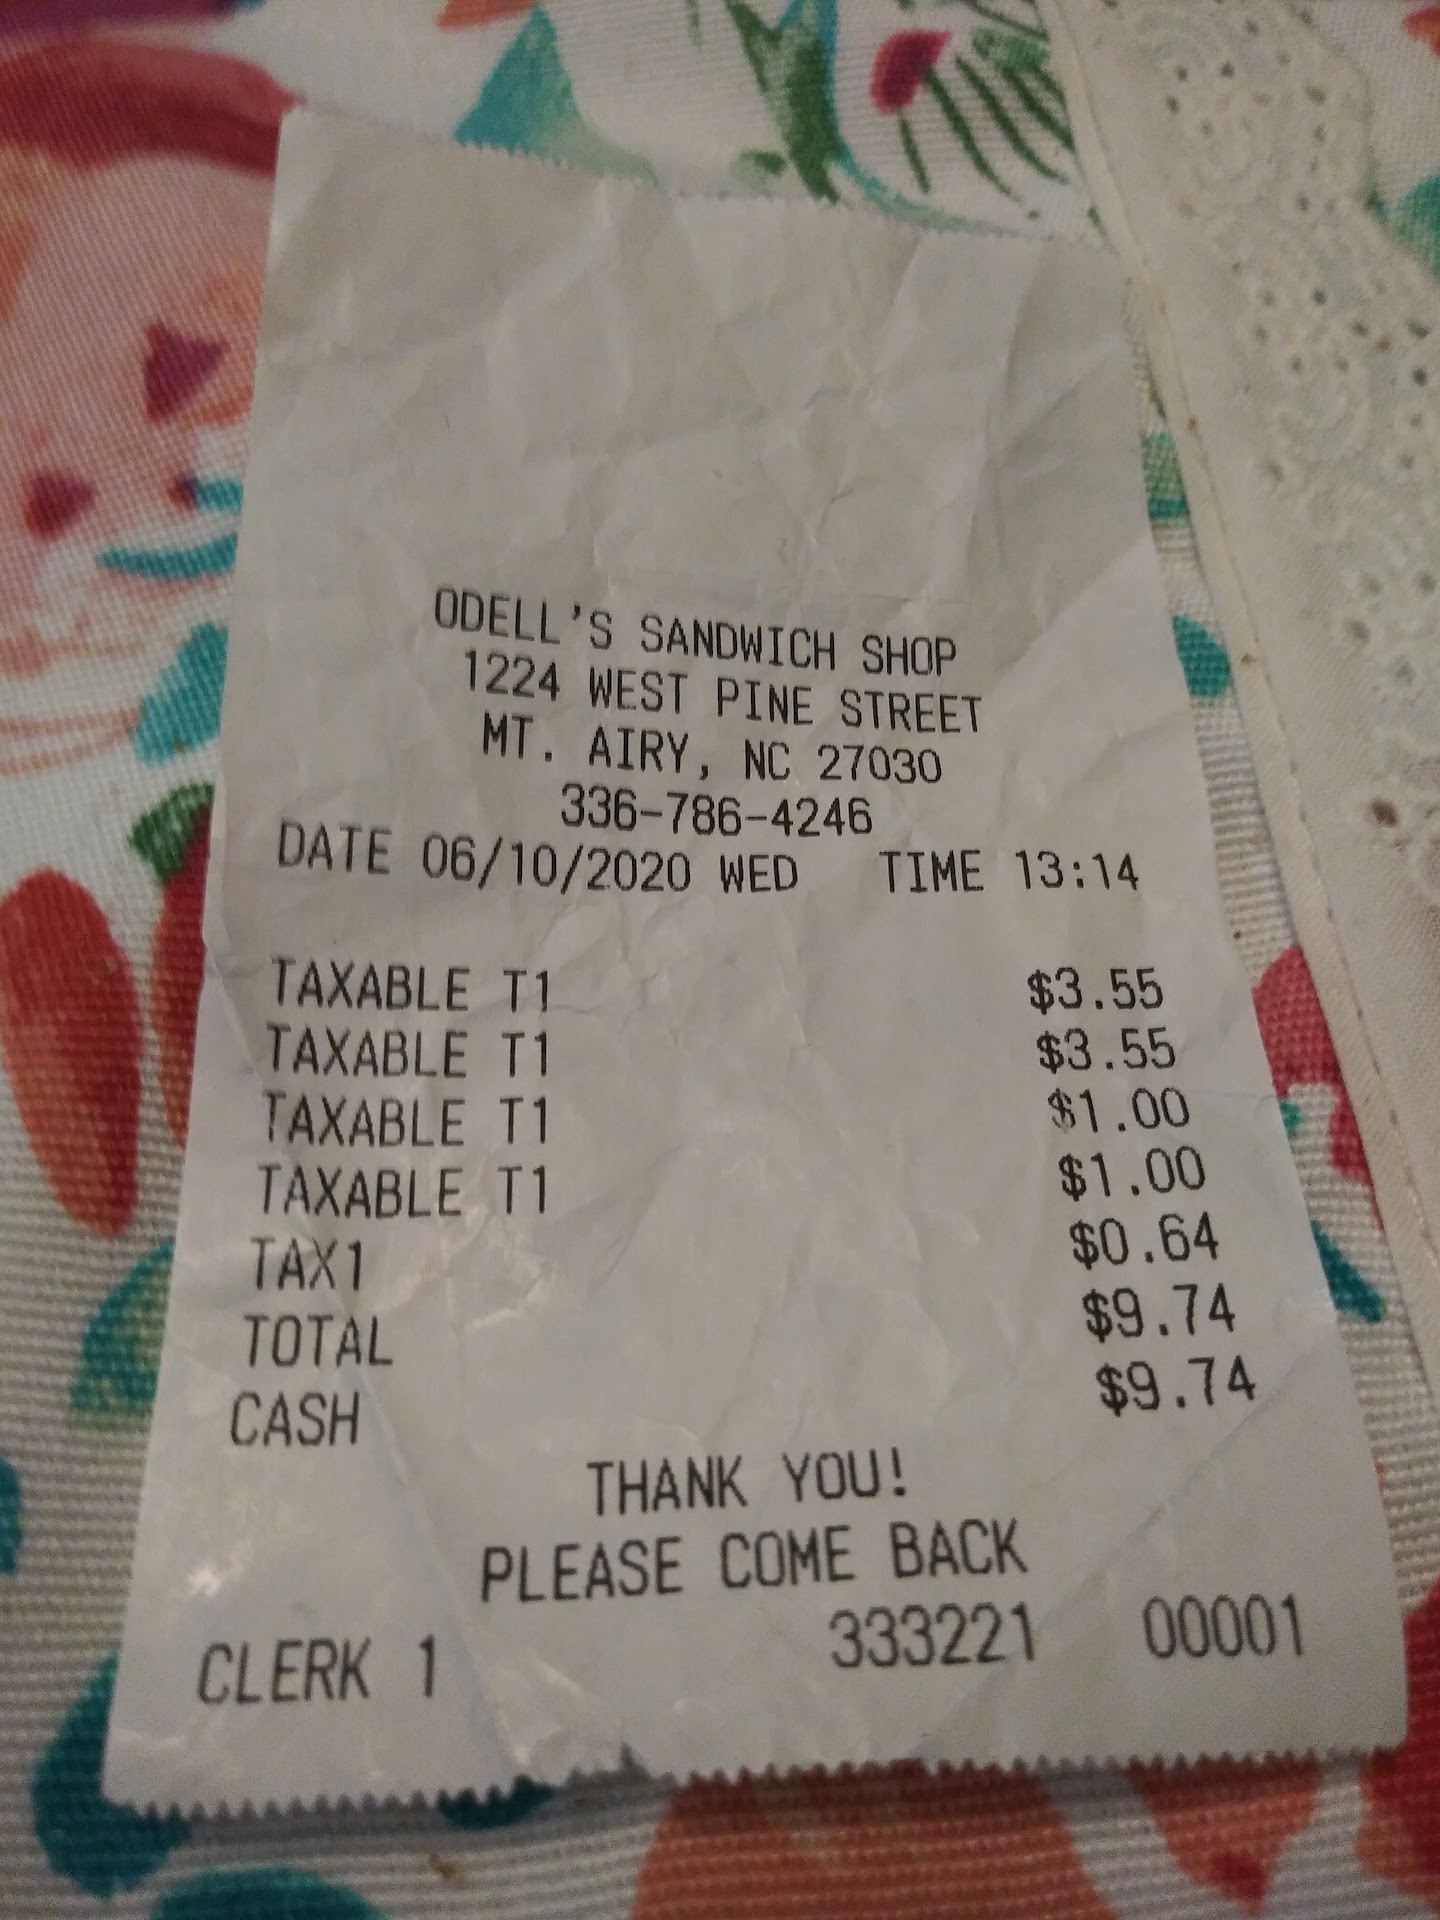 ODELL'S SANDWICH SHOP
1224 WEST PINE STREET
MT. AIRY, NC 27030
336-786-4246
DATE 06/10/2020 WED TIME 13:14
TAXABLE T1 $3.55
TAXABLE T1 $3.55
TAXABLE T1 $1.00
TAXABLE T1 $1.00
TAX1 $0.64
TOTAL $9.74
CASH $9.74
THANK YOU!
PLEASE COME BACK
CLERK 1 333221 00001